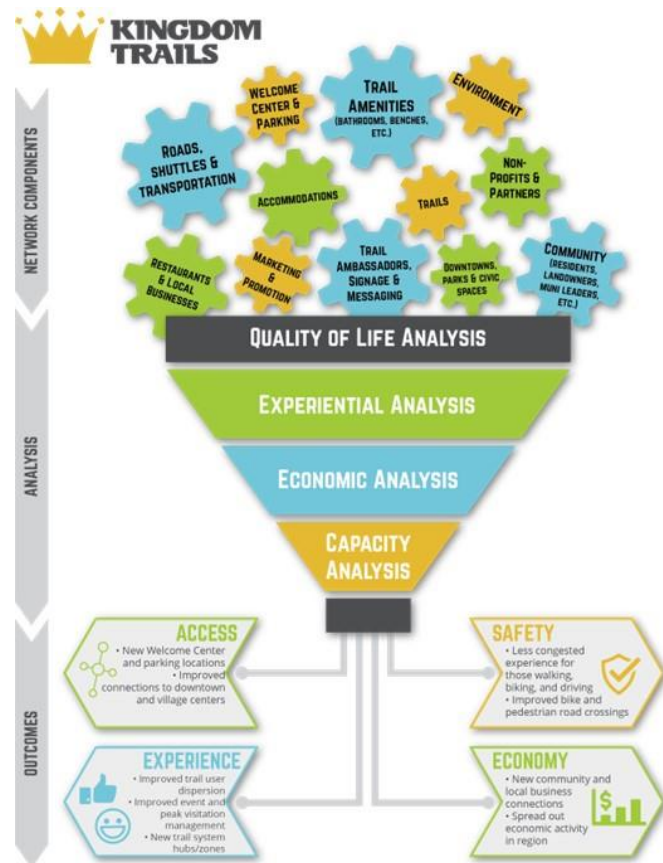 KINGDOM
TRAILS
NETWORK COMPONENTS
WELCOME
CENTER &
PARKING
TRAIL
AMENITIES
(BATHROOMS, BENCHES,
ETC.)
ENVIRONMENT
ROADS,
SHUTTLES &
TRANSPORTATION
ACCOMMODATIONS
TRAILS
NON-
PROFITS &
PARTNERS
RESTAURANTS
& LOCAL
BUSINESSES
MARKETING
&
PROMOTION
TRAIL
AMBASSADORS,
SIGNAGE &
MESSAGING
DOWNTOWNS,
PARKS & CIVIC
SPACES
COMMUNITY
(RESIDENTS,
LANDOWNERS,
MUNI LEADERS,
ETC.)
ANALYSIS
QUALITY OF LIFE ANALYSIS
EXPERIENTIAL ANALYSIS
ECONOMIC ANALYSIS
CAPACITY
ANALYSIS
OUTCOMES
ACCESS
• New Welcome Center
and parking locations
• Improved
connections to downtown
and village centers
SAFETY
• Less congested
experience for
those walking,
biking, and driving
• Improved bike and
pedestrian road crossings
EXPERIENCE
• Improved trail user
dispersion
• Improved event and
peak visitation
management
• New trail system
hubs/zones
ECONOMY
• New community and
local business
connections
• Spread out
economic activity
in region
$